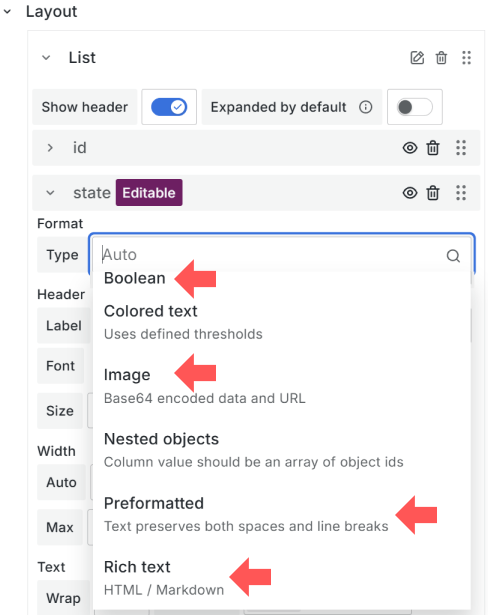 Layout
List
Show header Expanded by default
id
state Editable
Format
Type Auto
Boolean
Header
Colored text
Label
Uses defined thresholds
Font
Image
Base64 encoded data and URL
Size
Nested objects
Width
Column value should be an array of object ids
Auto
Preformatted
Max
Text preserves both spaces and line breaks
Text
Rich text
HTML / Markdown
Wrap